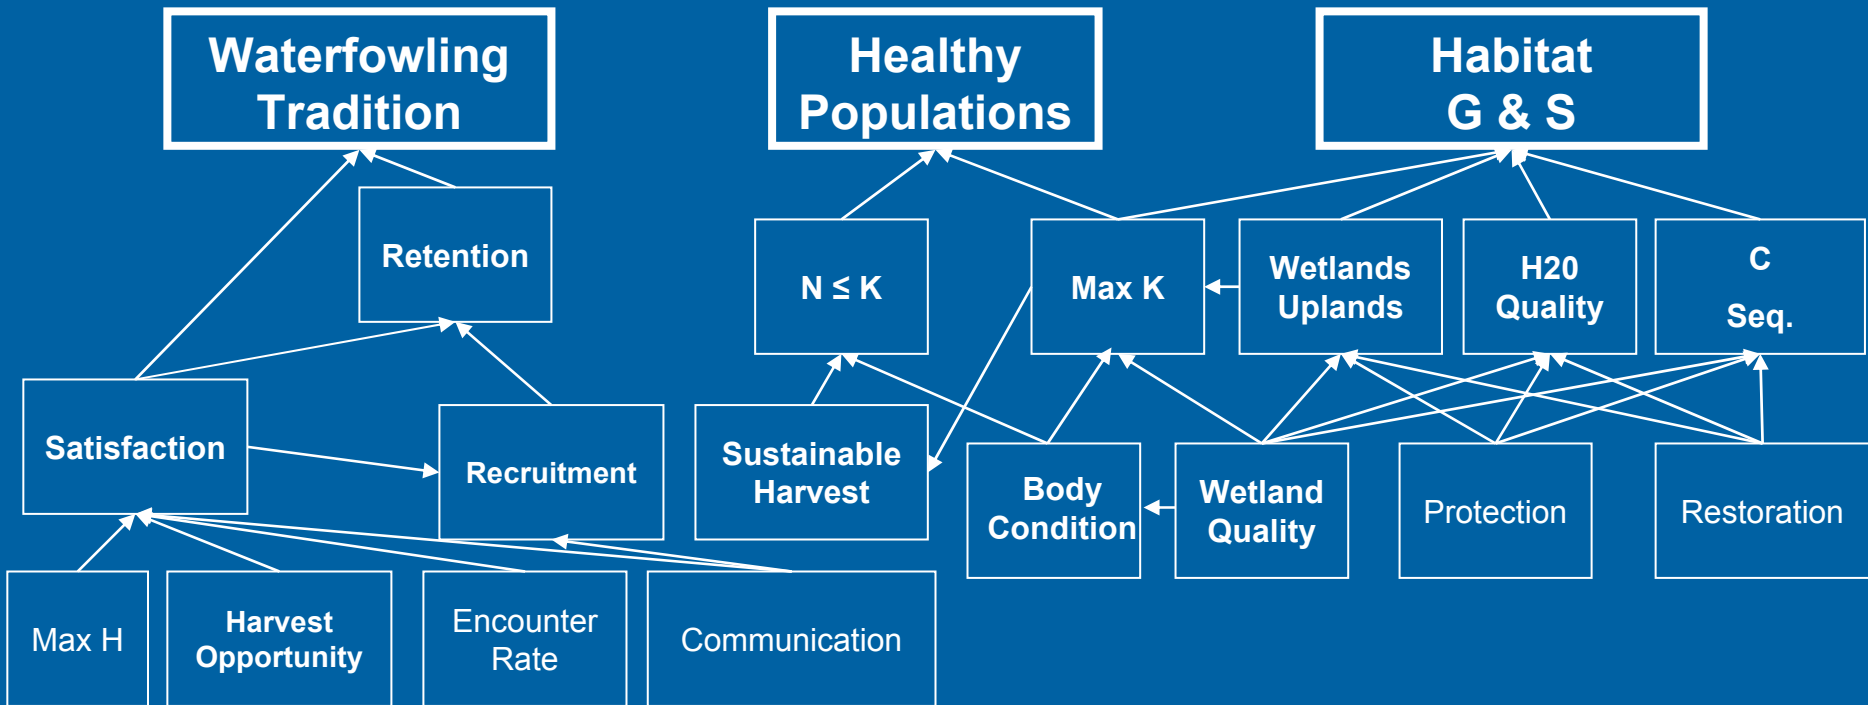 Waterfowling
Tradition
Healthy
Populations
Habitat
G & S
Retention
N ≤ K
Max K
Wetlands
Uplands
H20
Quality
C
Seq.
Satisfaction
Recruitment
Sustainable
Harvest
Body
Condition
Wetland
Quality
Protection
Restoration
Max H
Harvest
Opportunity
Encounter
Rate
Communication